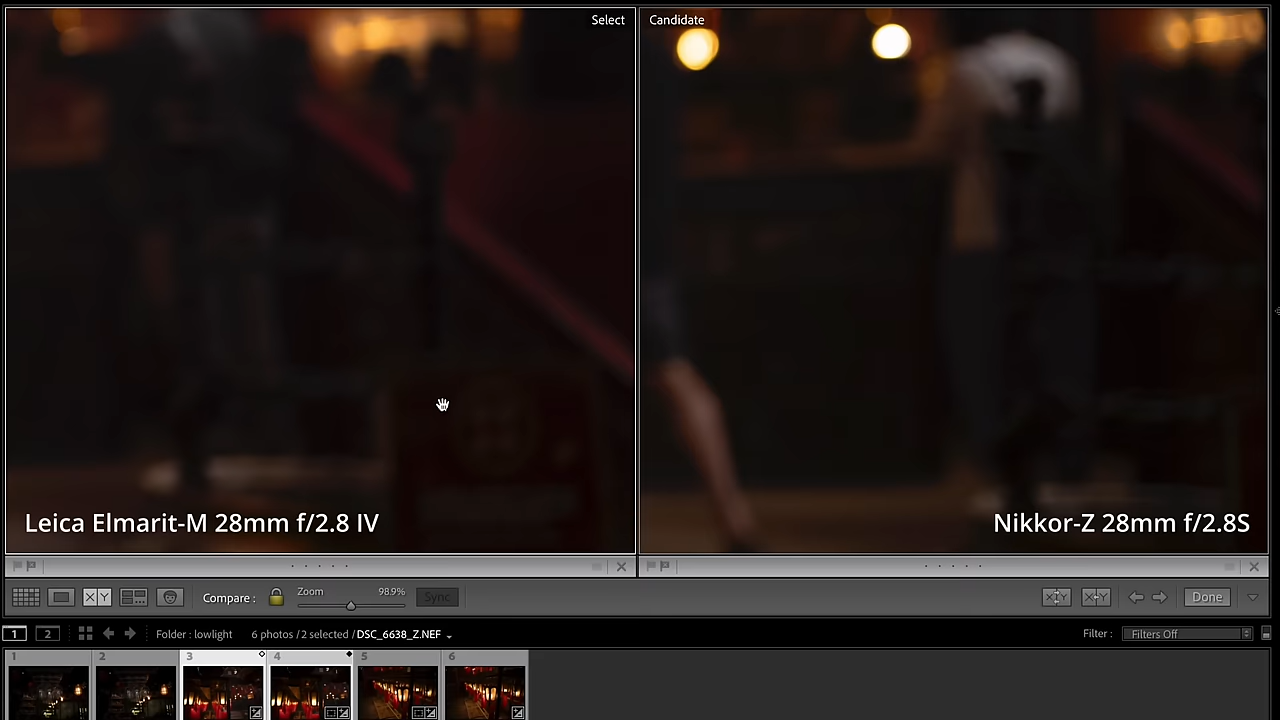 Select
Candidate
Leica Elmarit-M 28mm f/2.8 IV
Nikkor-Z 28mm f/2.8S
X Y
Compare :
Zoom
98.9%
Sync
X Y
X Y
Done
1
2
Folder : lowlight
6 photos / 2 selected / DSC_6638_Z.NEF
Filter :
Filters Off
1
2
3
4
5
6